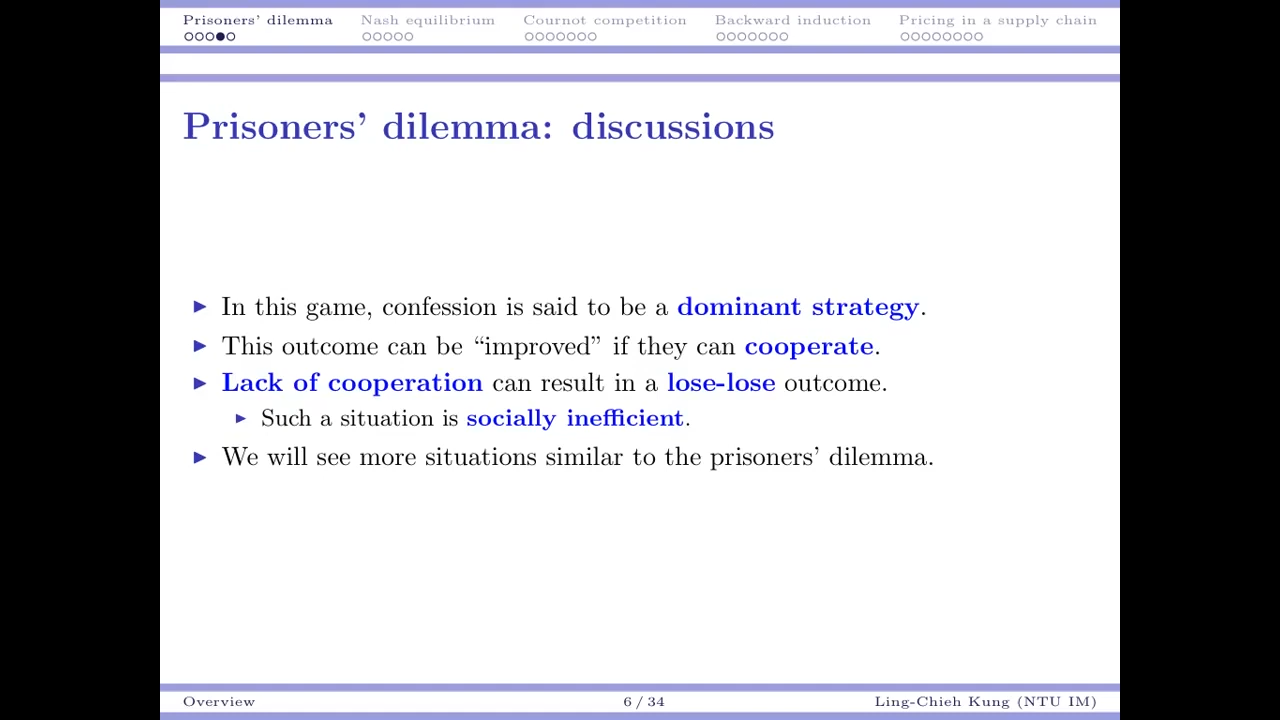 Prisoners' dilemma Nash equilibrium Cournot competition Backward induction Pricing in a supply chain
Prisoners' dilemma: discussions
In this game, confession is said to be a dominant strategy.
This outcome can be “improved” if they can cooperate.
Lack of cooperation can result in a lose-lose outcome.
Such a situation is socially inefficient.
We will see more situations similar to the prisoners' dilemma.
Overview 6 / 34 Ling-Chieh Kung (NTU IM)